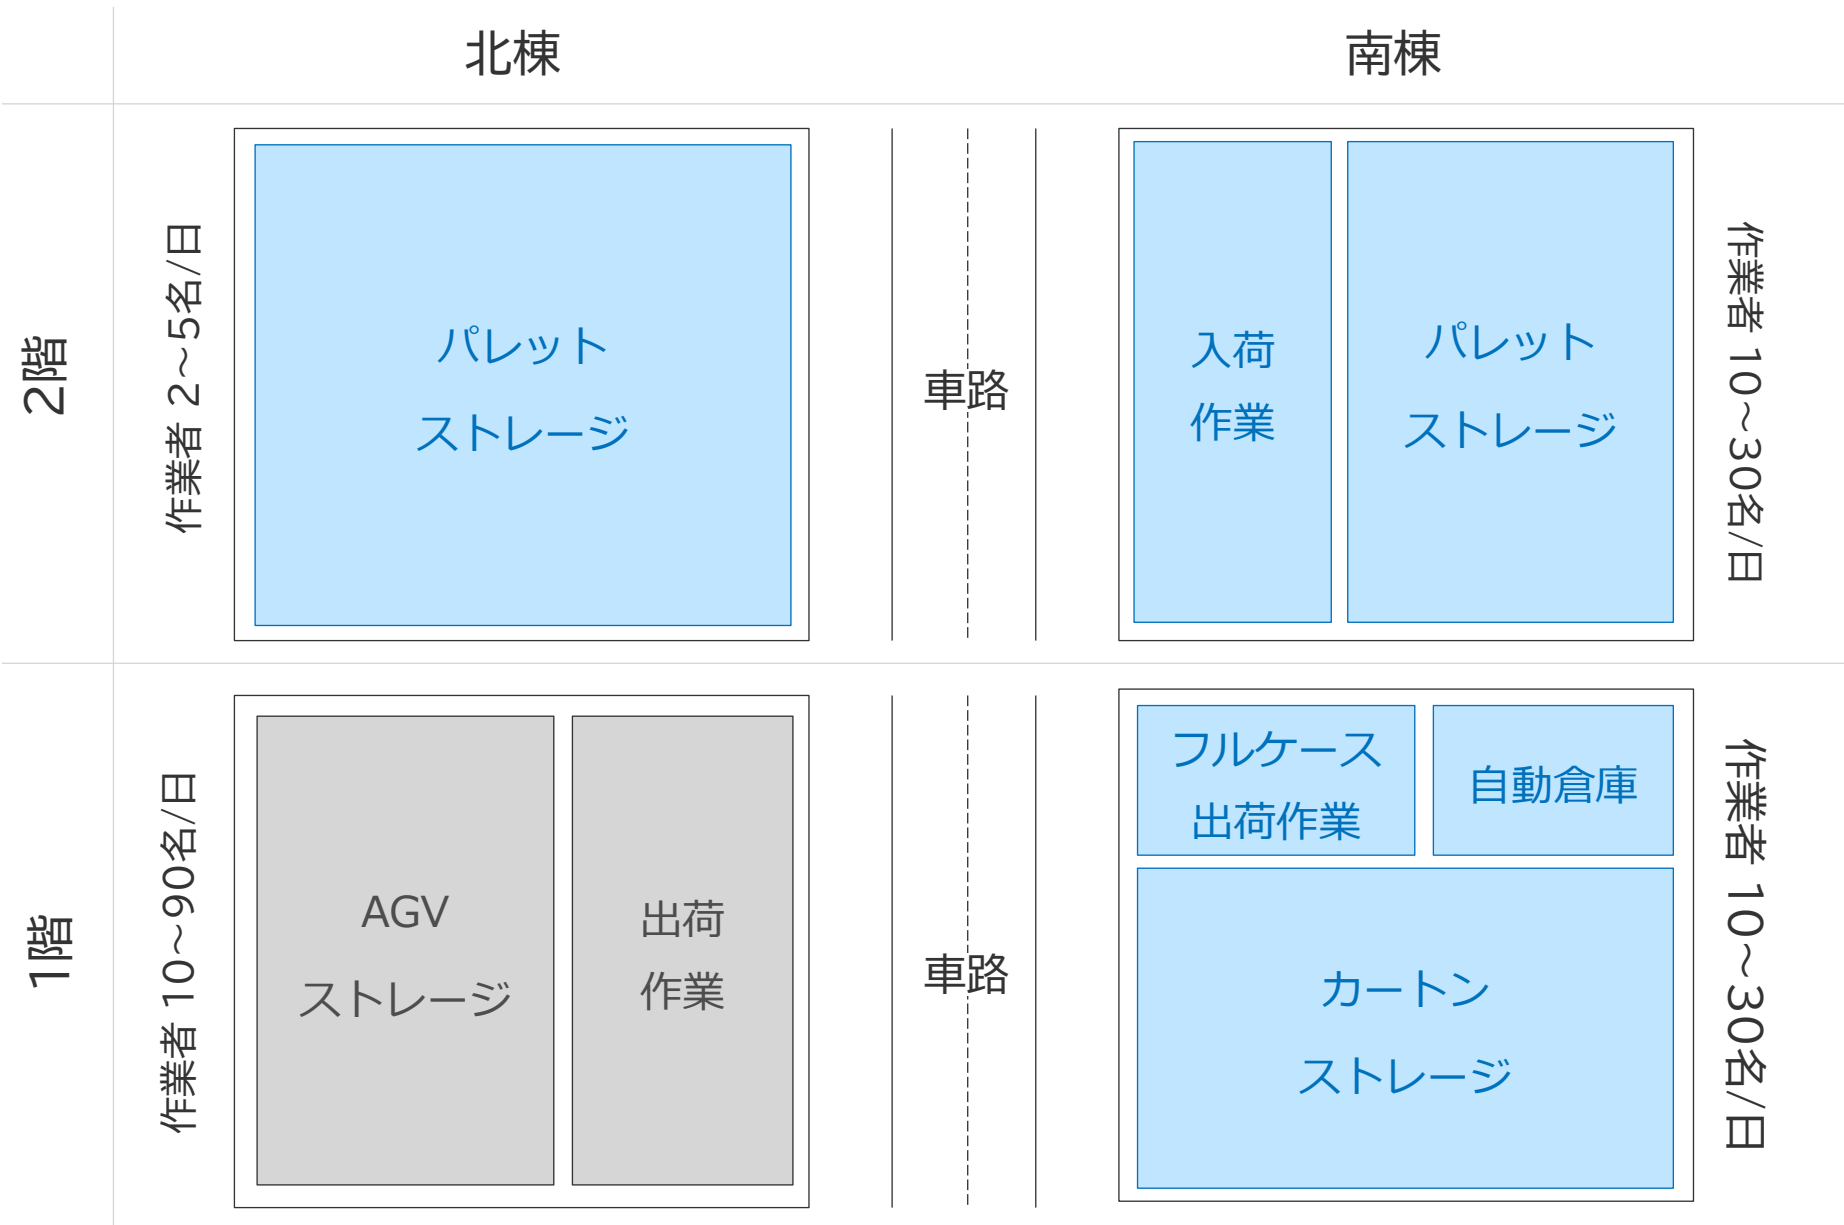 北棟
南棟
2階
作業者 2～5名/日
パレット
ストレージ
車路
入荷
作業
パレット
ストレージ
作業者 10～30名/日
1階
作業者 10～90名/日
AGV
ストレージ
出荷
作業
車路
フルケース
出荷作業
自動倉庫
カートン
ストレージ
作業者 10～30名/日